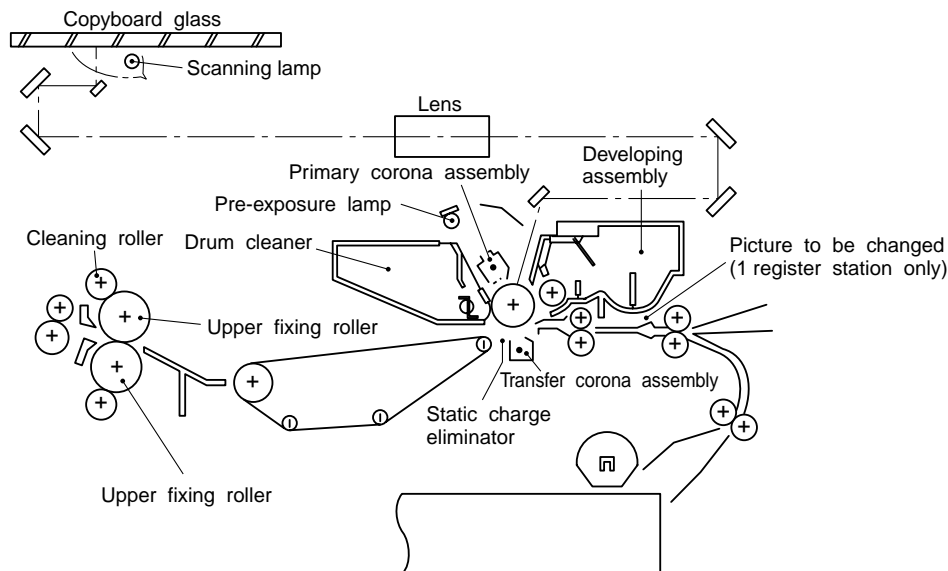 Copyboard glass
Scanning lamp
Lens
Primary corona assembly
Developing
assembly
Pre-exposure lamp
Cleaning roller
Drum cleaner
Picture to be changed
(1 register station only)
Upper fixing roller
Transfer corona assembly
Static charge
eliminator
Upper fixing roller